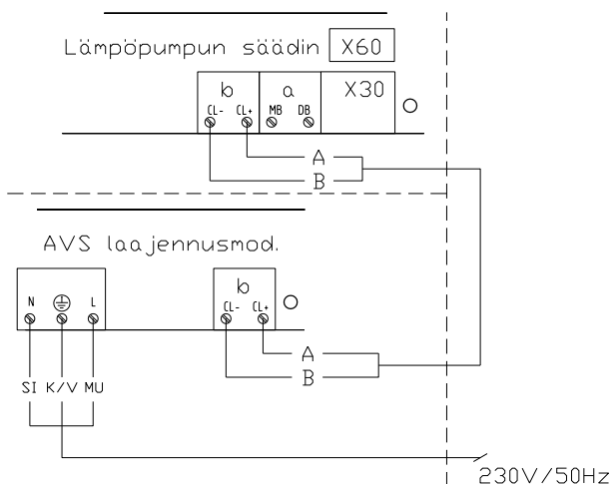 Lämpöpumpun säädin X60
b a X30
CL- CL+ MB DB
A
B
AVS laajennusmod.
b
N L CL- CL+
A
B
SI K/V MU
230V/50Hz